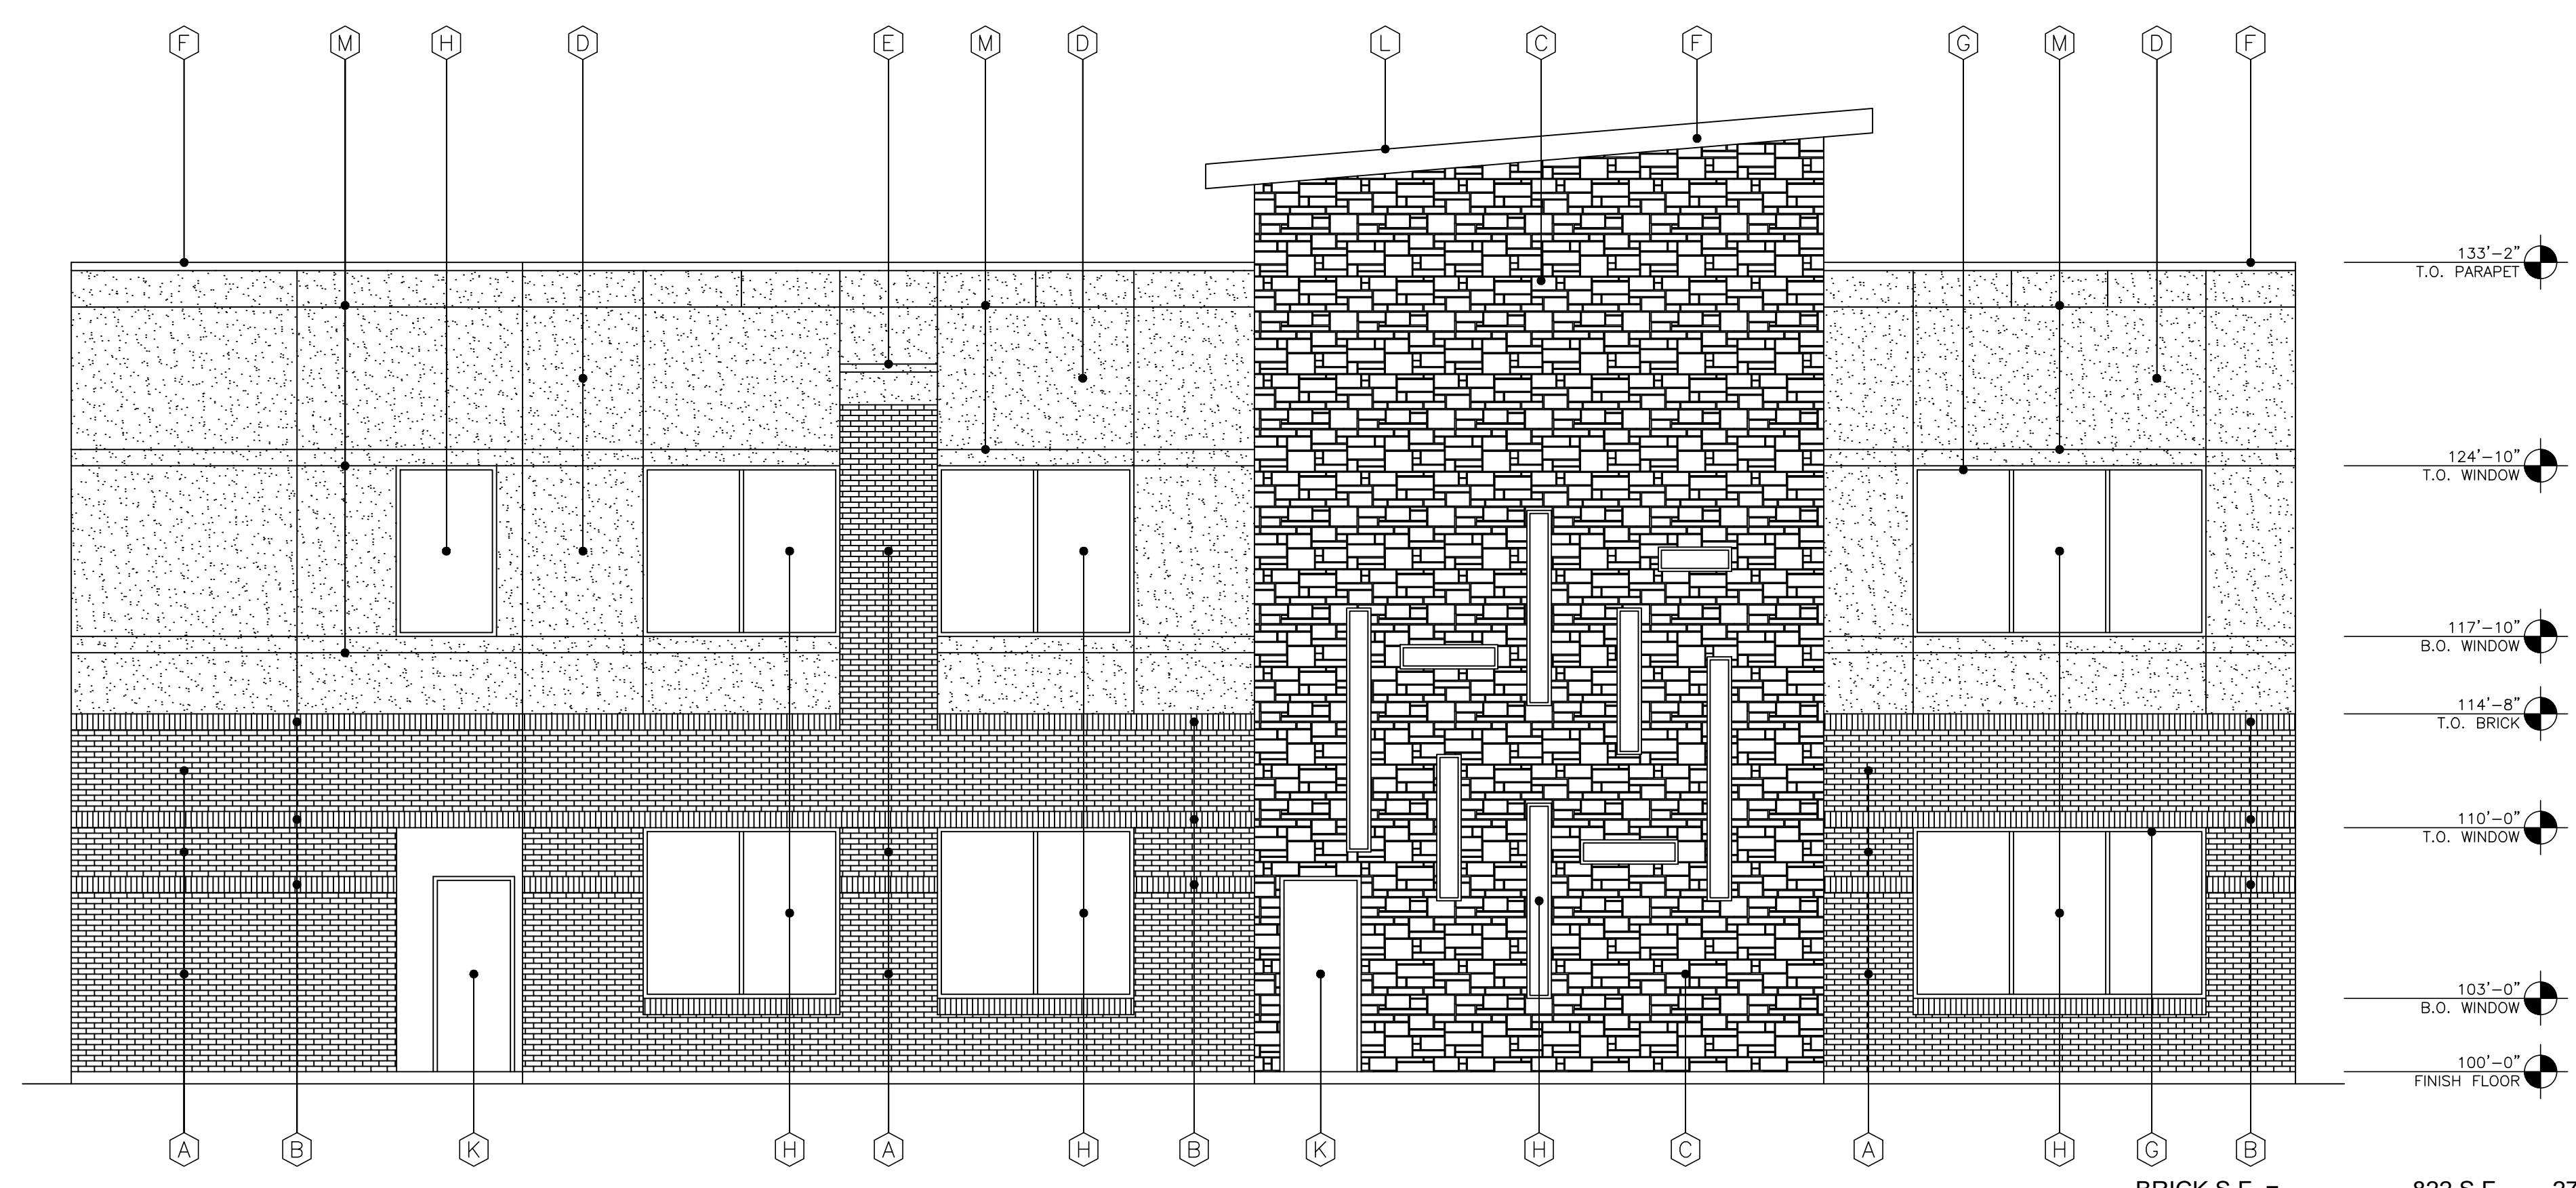 F M H D E M D L C F G M D F
133'-2"
T.O. PARAPET
124'-10"
T.O. WINDOW
117'-10"
B.O. WINDOW
114'-8"
T.O. BRICK
110'-0"
T.O. WINDOW
103'-0"
B.O. WINDOW
100'-0"
FINISH FLOOR
A B K H A H B K H C A H G B
BRICK S.F. =